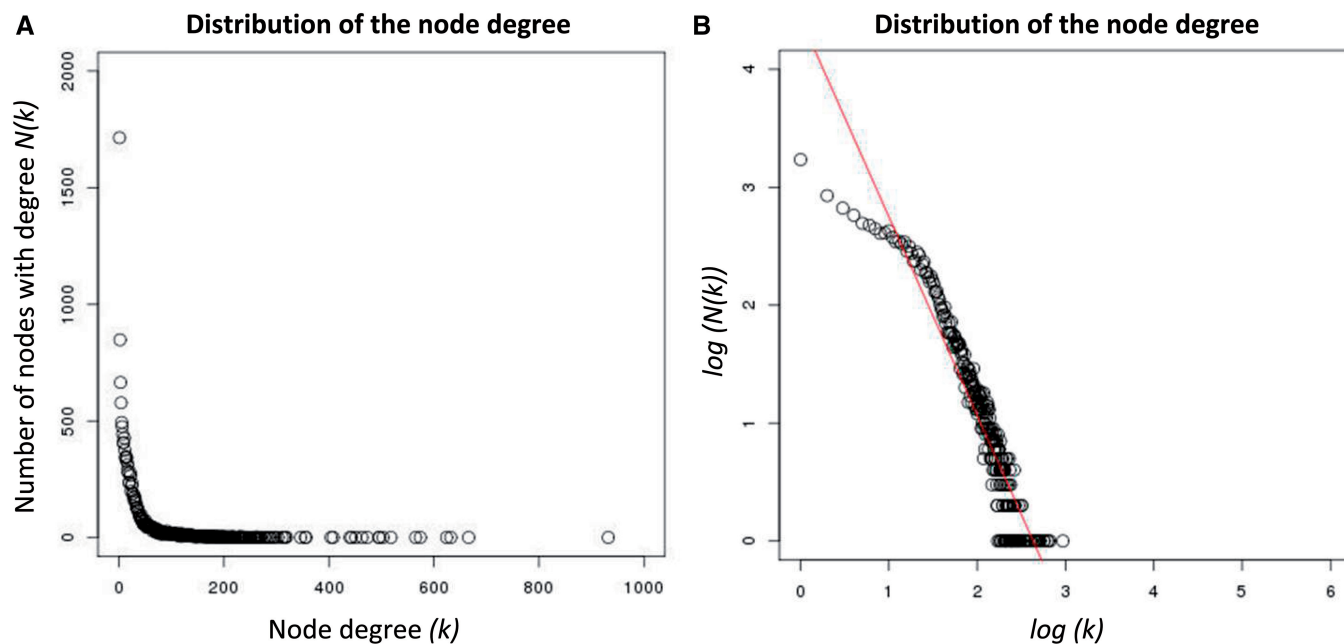 A
Distribution of the node degree
Number of nodes with degree N(k)
2000
1500
1000
500
0
0 200 400 600 800 1000
Node degree (k)
B
Distribution of the node degree
log (N(k))
4
3
2
1
0
0 1 2 3 4 5 6
log (k)